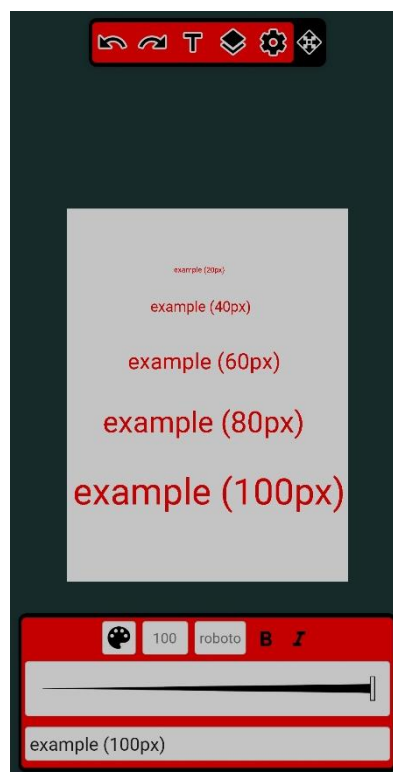 T
example (20px)
example (40px)
example (60px)
example (80px)
example (100px)
100 roboto B I
example (100px)